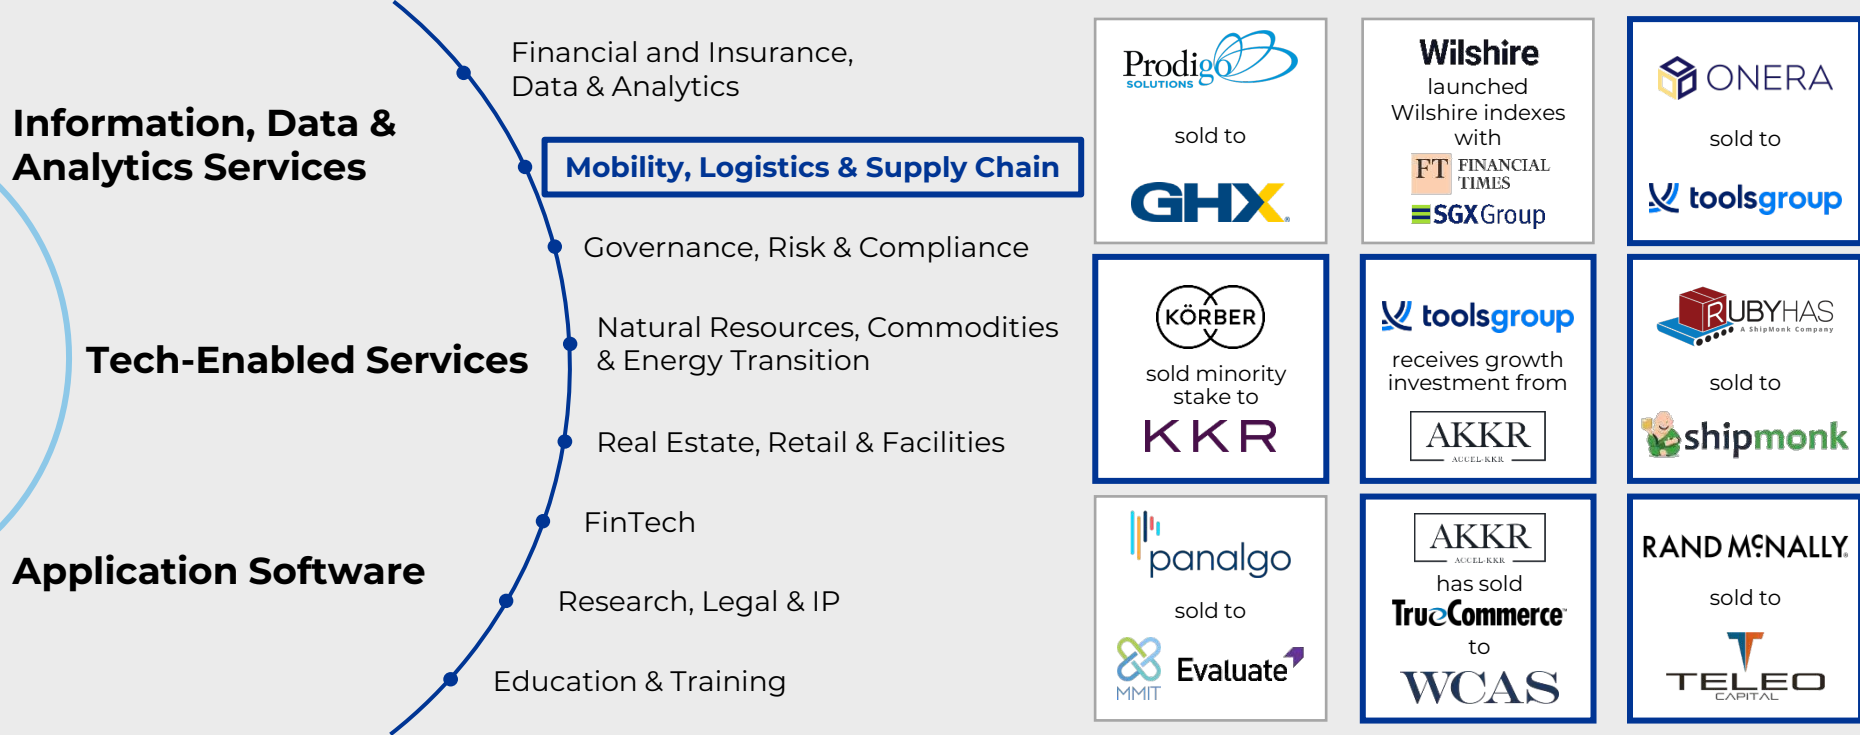 Information, Data &
Analytics Services
Tech-Enabled Services
Application Software
Financial and Insurance,
Data & Analytics
Mobility, Logistics & Supply Chain
Governance, Risk & Compliance
Natural Resources, Commodities
& Energy Transition
Real Estate, Retail & Facilities
FinTech
Research, Legal & IP
Education & Training
Prodigo
SOLUTIONS
sold to
GHX
Wilshire
launched
Wilshire indexes
with
FT FINANCIAL
TIMES
SGX Group
ONERA
sold to
toolsgroup
KÖRBER
sold minority
stake to
KKR
toolsgroup
receives growth
investment from
AKKR
ACCEL-KKR
RUBYHAS
A ShipMonk Company
sold to
shipmonk
panalgo
sold to
MMIT
Evaluate
AKKR
ACCEL-KKR
has sold
TrueCommerce
to
WCAS
RAND McNALLY
sold to
TELEO
CAPITAL